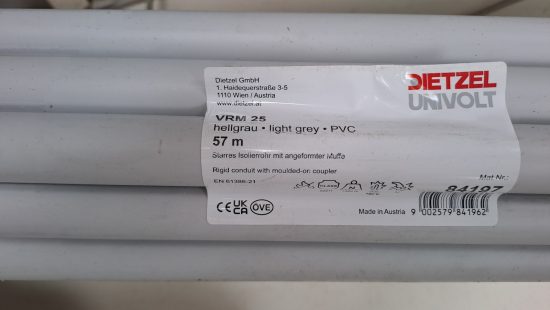 Dietzel GmbH
1. Haidequerstraße 3-5
1110 Wien / Austria
www.dietzel.at
DIETZEL
UNIVOLT
VRM 25
hellgrau • light grey • PVC
57 m
Starres Isolierrohr mit angeformter Muffe
Rigid conduit with moulded-on coupler
EN 61386-21
Mat.Nr.:
84197
CE UK CA ÖVE
Made in Austria
9 002579 841962